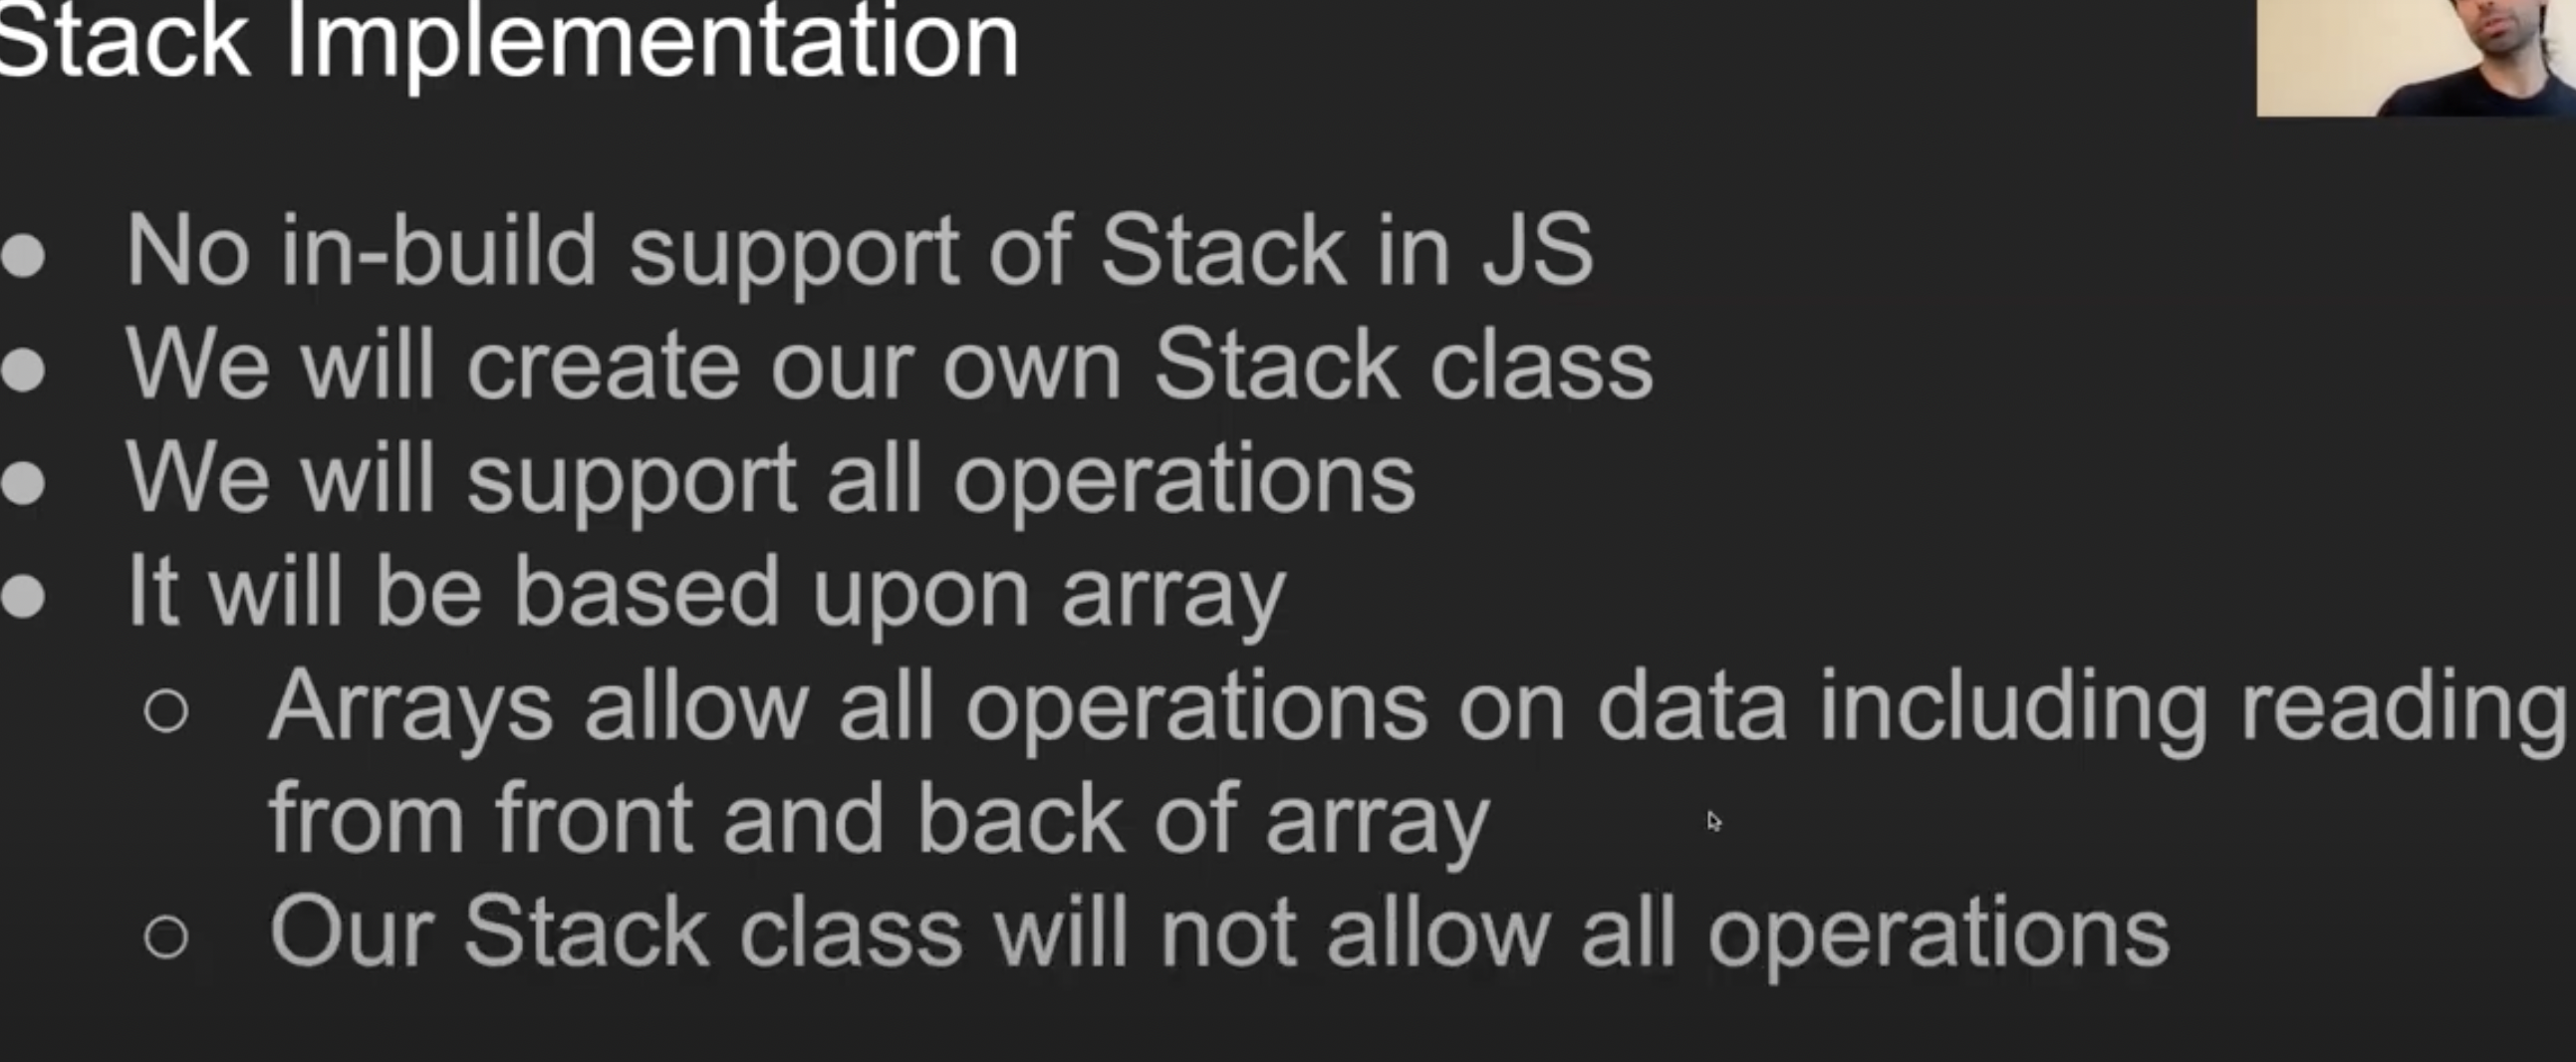 Stack Implementation
● No in-build support of Stack in JS
● We will create our own Stack class
● We will support all operations
● It will be based upon array
○ Arrays allow all operations on data including reading
from front and back of array
○ Our Stack class will not allow all operations